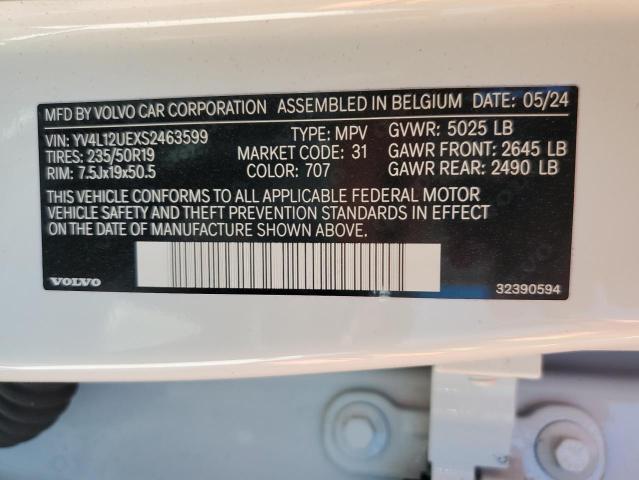 MFD BY VOLVO CAR CORPORATION ASSEMBLED IN BELGIUM DATE: 05/24
VIN: YV4L12UEXS2463599 TYPE: MPV GVWR: 5025 LB
TIRES: 235/50R19 MARKET CODE: 31 GAWR FRONT: 2645 LB
RIM: 7.5Jx19x50.5 COLOR: 707 GAWR REAR: 2490 LB
THIS VEHICLE CONFORMS TO ALL APPLICABLE FEDERAL MOTOR
VEHICLE SAFETY AND THEFT PREVENTION STANDARDS IN EFFECT
ON THE DATE OF MANUFACTURE SHOWN ABOVE.
VOLVO 32390594